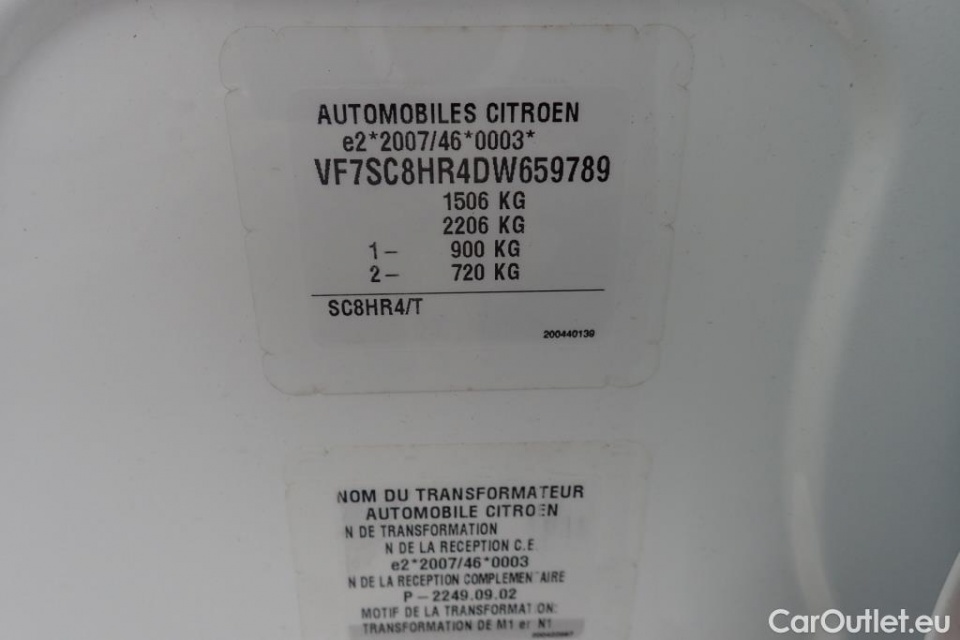 AUTOMOBILES CITROEN
e2*2007/46*0003*
VF7SC8HR4DW659789
1506 KG
2206 KG
1- 900 KG
2- 720 KG
SC8HR4/T
200440139
NOM DU TRANSFORMATEUR
AUTOMOBILE CITROEN
N DE TRANSFORMATION
N DE LA RECEPTION C.E.
e2*2007/46*0003
N DE LA RECEPTION COMPLEMENTAIRE
P-2249.09.02
MOTIF DE LA TRANSFORMATION:
TRANSFORMATION DE M1 er N1
CarOutlet.eu